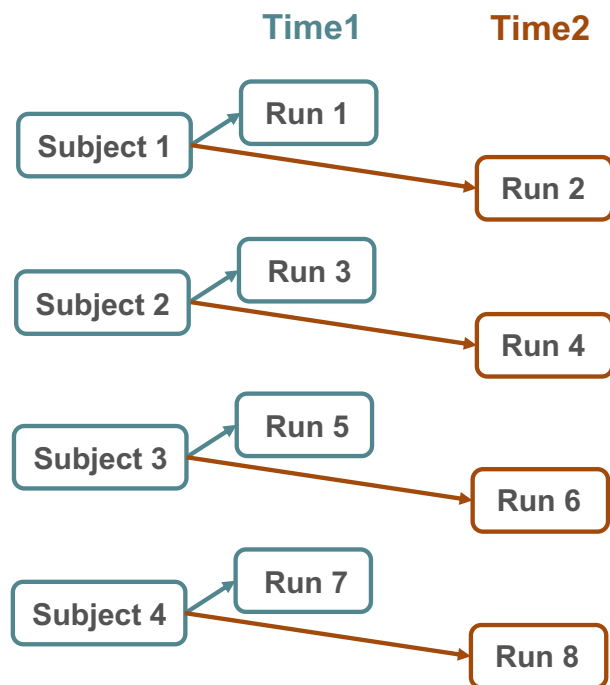 Time1 Time2
Run 1
Subject 1
Run 2
Run 3
Subject 2
Run 4
Run 5
Subject 3
Run 6
Run 7
Subject 4
Run 8